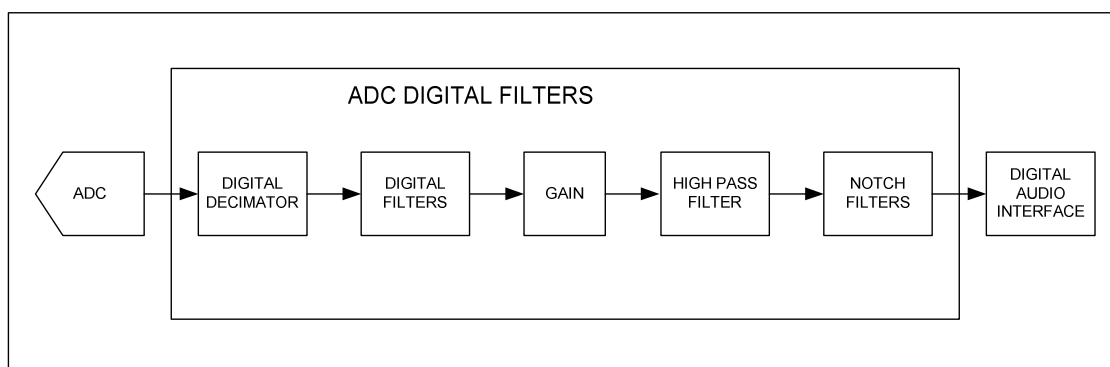 ADC DIGITAL FILTERS
ADC
DIGITAL
DECIMATOR
DIGITAL
FILTERS
GAIN
HIGH PASS
FILTER
NOTCH
FILTERS
DIGITAL
AUDIO
INTERFACE